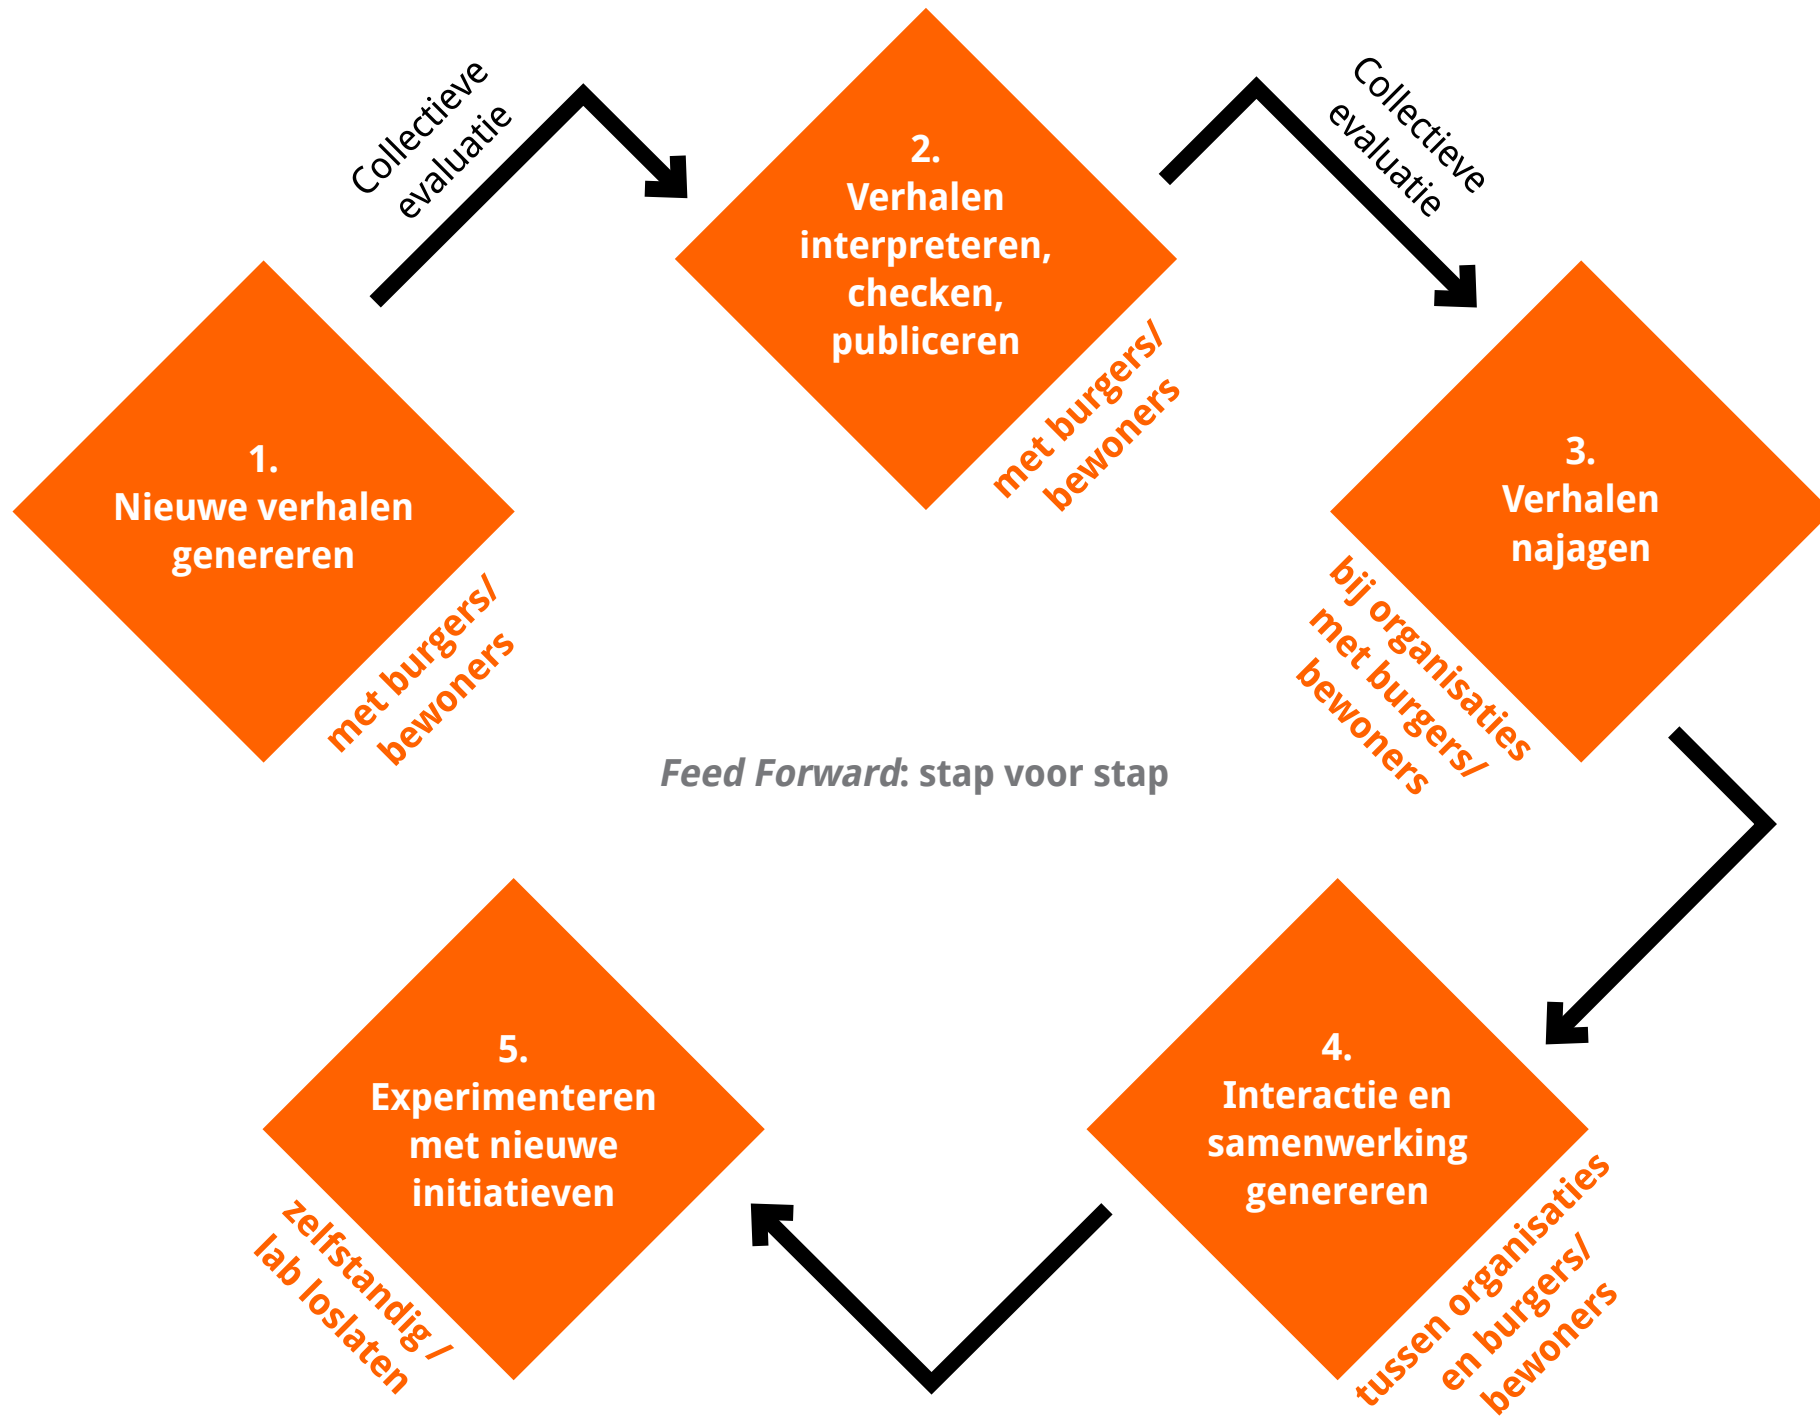 Collectieve
evaluatie
Collectieve
evaluatie
1.
Nieuwe verhalen
genereren
met burgers/
bewoners
2.
Verhalen
interpreteren,
checken,
publiceren
met burgers/
bewoners
3.
Verhalen
najagen
bij organisaties
met burgers/
bewoners
Feed Forward: stap voor stap
4.
Interactie en
samenwerking
genereren
tussen organisaties
en burgers/
bewoners
5.
Experimenteren
met nieuwe
initiatieven
zelfstandig /
lab loslaten